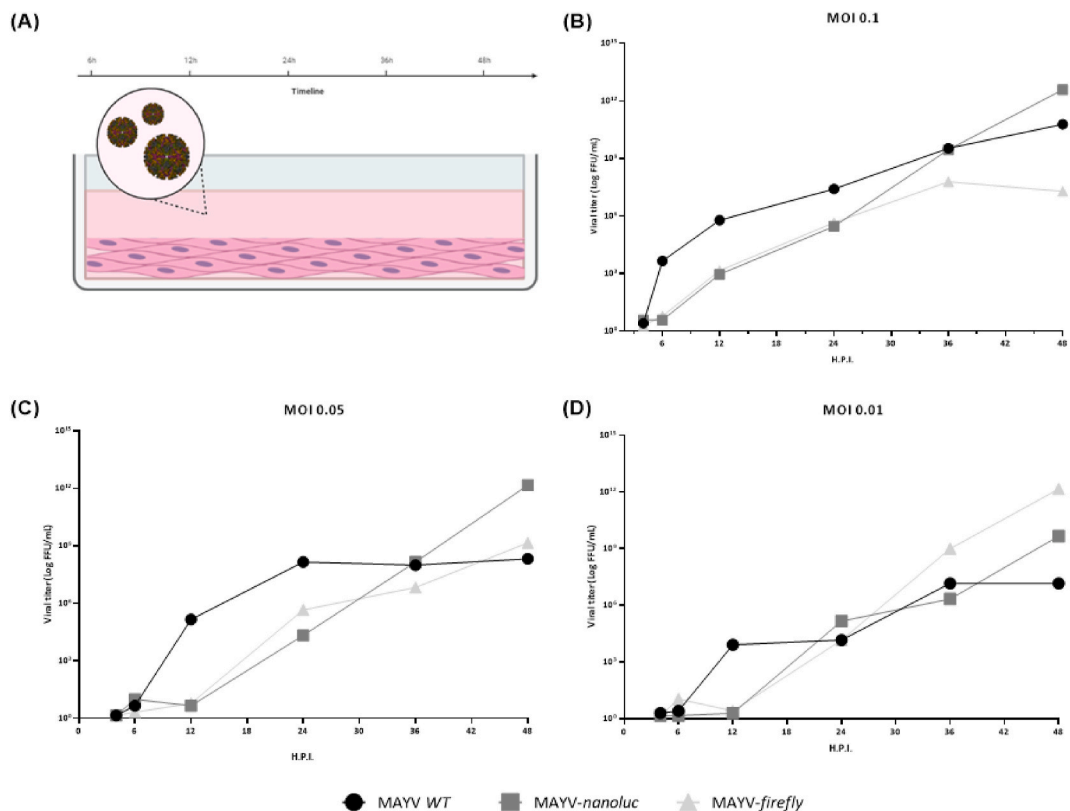 (A)
6h 12h 24h 36h 48h
Timeline
(B)
MOI 0.1
10¹⁵
10¹²
10⁹
10⁶
10³
10⁰
Viral titer (Log FFU/mL)
6 12 18 24 30 36 42 48
H.P.I.
(C)
MOI 0.05
10¹⁵
10¹²
10⁹
10⁶
10³
10⁰
Viral titer (Log FFU/mL)
0 6 12 18 24 30 36 42 48
H.P.I.
(D)
MOI 0.01
10¹⁵
10¹²
10⁹
10⁶
10³
10⁰
Viral titer (Log FFU/mL)
0 6 12 18 24 30 36 42 48
H.P.I.
MAYV WT MAYV-nanoluc MAYV-firefly